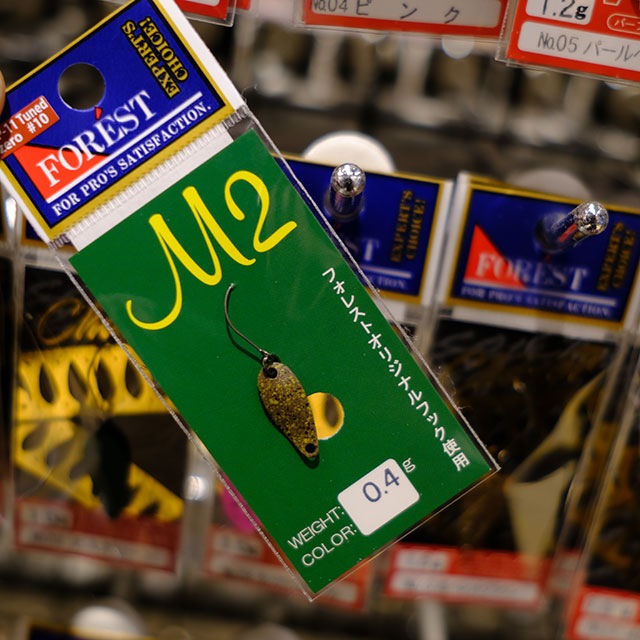 No.04 ピンク
1.2g
No.05 パール
EXPERT'S
CHOICE!
Tuned
#10
FOREST
FOR PRO'S SATISFACTION.
M2
フォレストオリジナルフック使用
WEIGHT: 0.4 g
COLOR:
EXPERT'S
CHOICE!
FOREST
FOR PRO'S SATISFACTION.